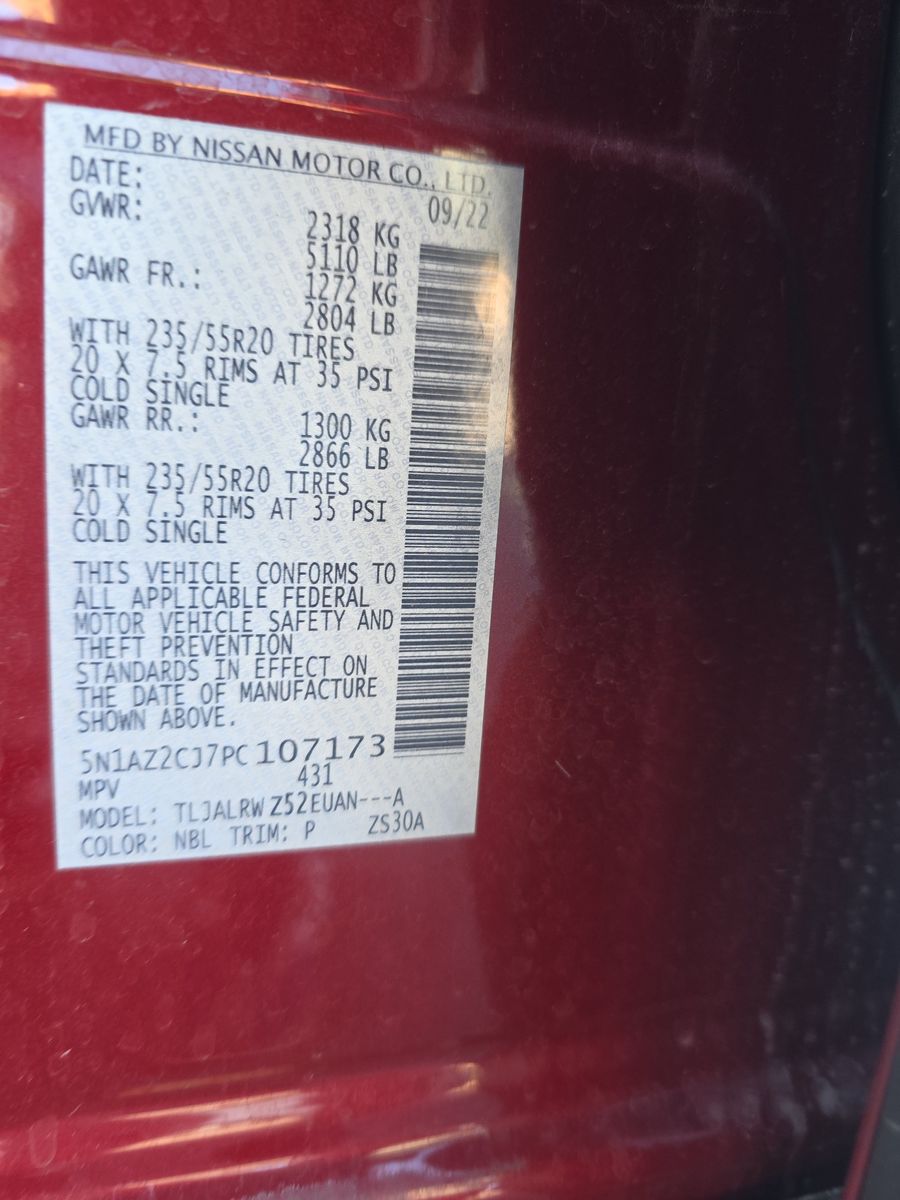 MFD BY NISSAN MOTOR CO., LTD.
DATE: 09/22
GVWR: 2318 KG
5110 LB
GAWR FR.: 1272 KG
2804 LB
WITH 235/55R20 TIRES
20 X 7.5 RIMS AT 35 PSI
COLD SINGLE
GAWR RR.: 1300 KG
2866 LB
WITH 235/55R20 TIRES
20 X 7.5 RIMS AT 35 PSI
COLD SINGLE
THIS VEHICLE CONFORMS TO
ALL APPLICABLE FEDERAL
MOTOR VEHICLE SAFETY AND
THEFT PREVENTION
STANDARDS IN EFFECT ON
THE DATE OF MANUFACTURE
SHOWN ABOVE.
5N1AZ2CJ7PC107173
MPV 431
MODEL: TLJALRWZ52EUAN---A
COLOR: NBL TRIM: P ZS30A